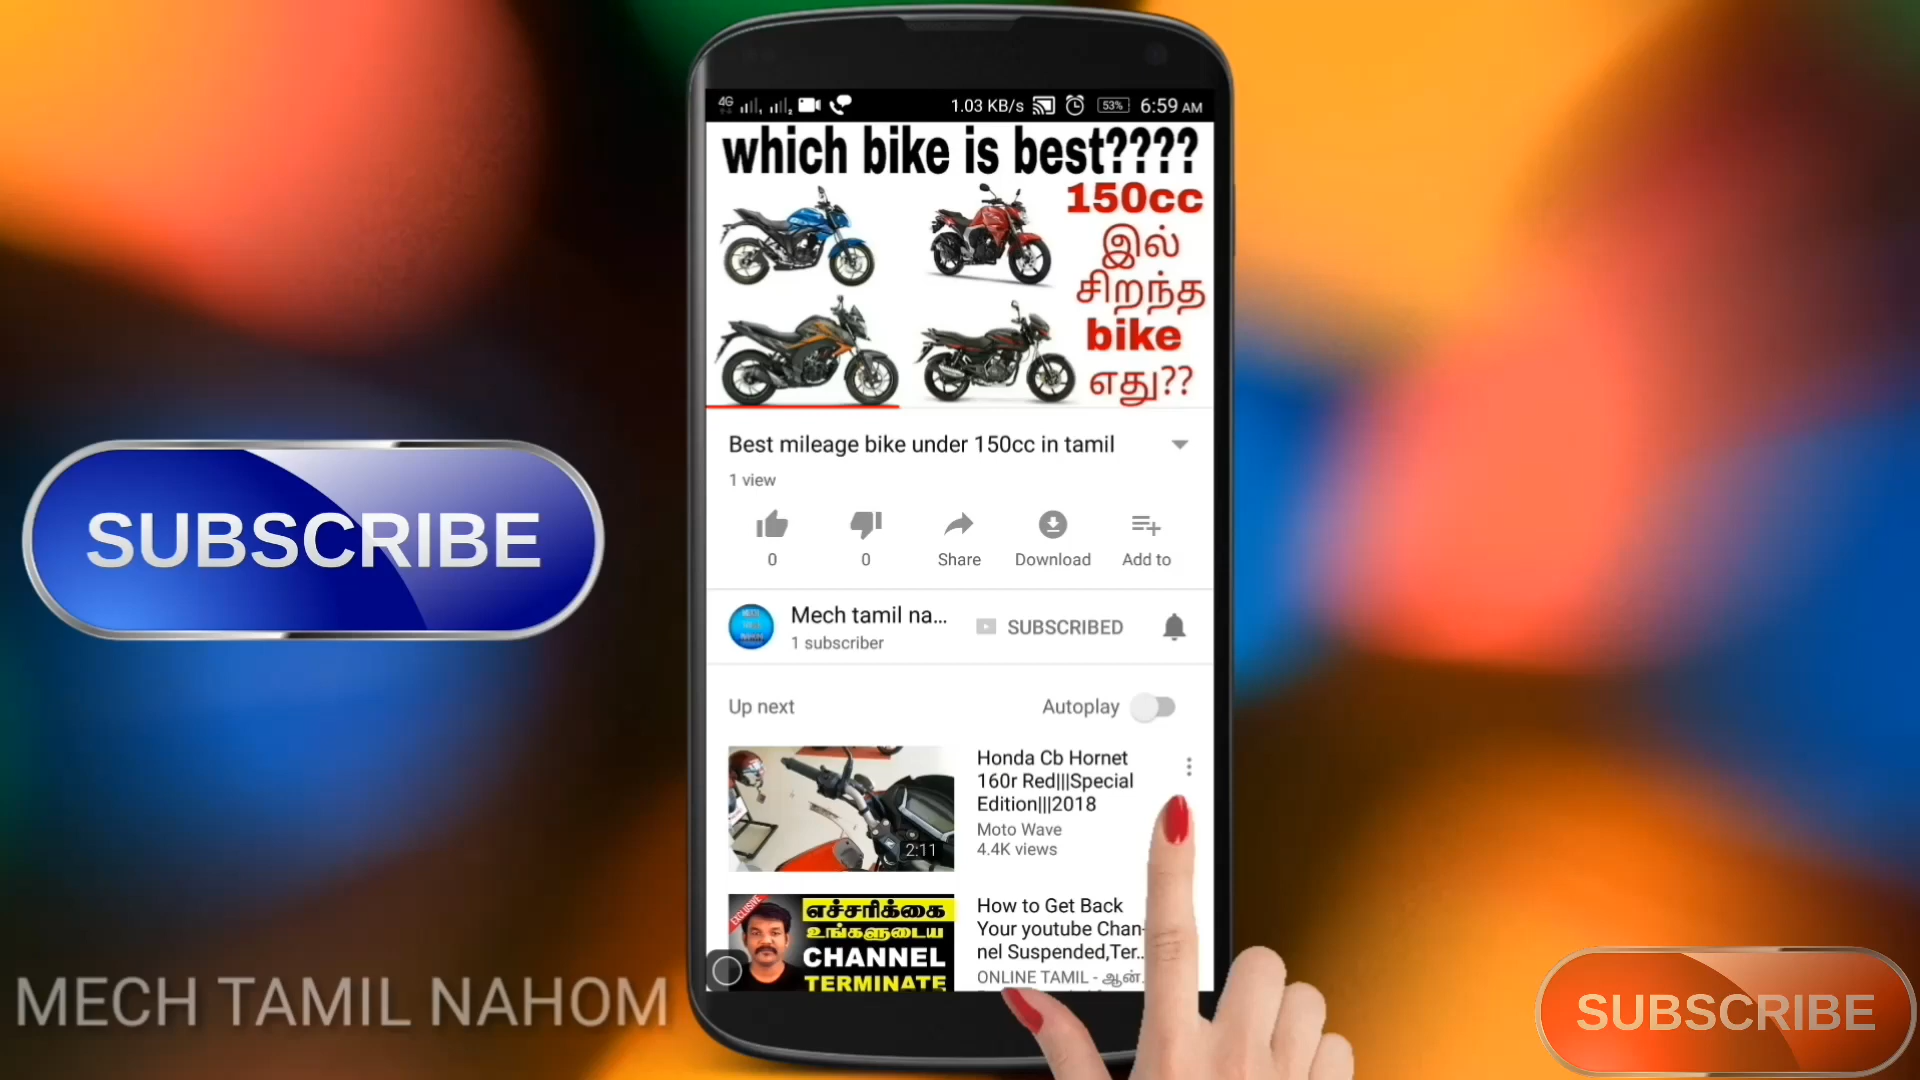 4G
1.03 KB/s 53% 6:59 AM
which bike is best????
150cc
இல்
சிறந்த
bike
எது??
Best mileage bike under 150cc in tamil
1 view
0 0 Share Download Add to
Mech tamil na...
1 subscriber
SUBSCRIBED
Up next
Autoplay
Honda Cb Hornet
160r Red|||Special
Edition|||2018
Moto Wave
4.4K views
2:11
EXCLUSIVE
எச்சரிக்கை
உங்களுடைய
CHANNEL
TERMINATE
How to Get Back
Your youtube Chan-
nel Suspended,Ter..
ONLINE TAMIL - ஆன்
SUBSCRIBE
MECH TAMIL NAHOM
SUBSCRIBE